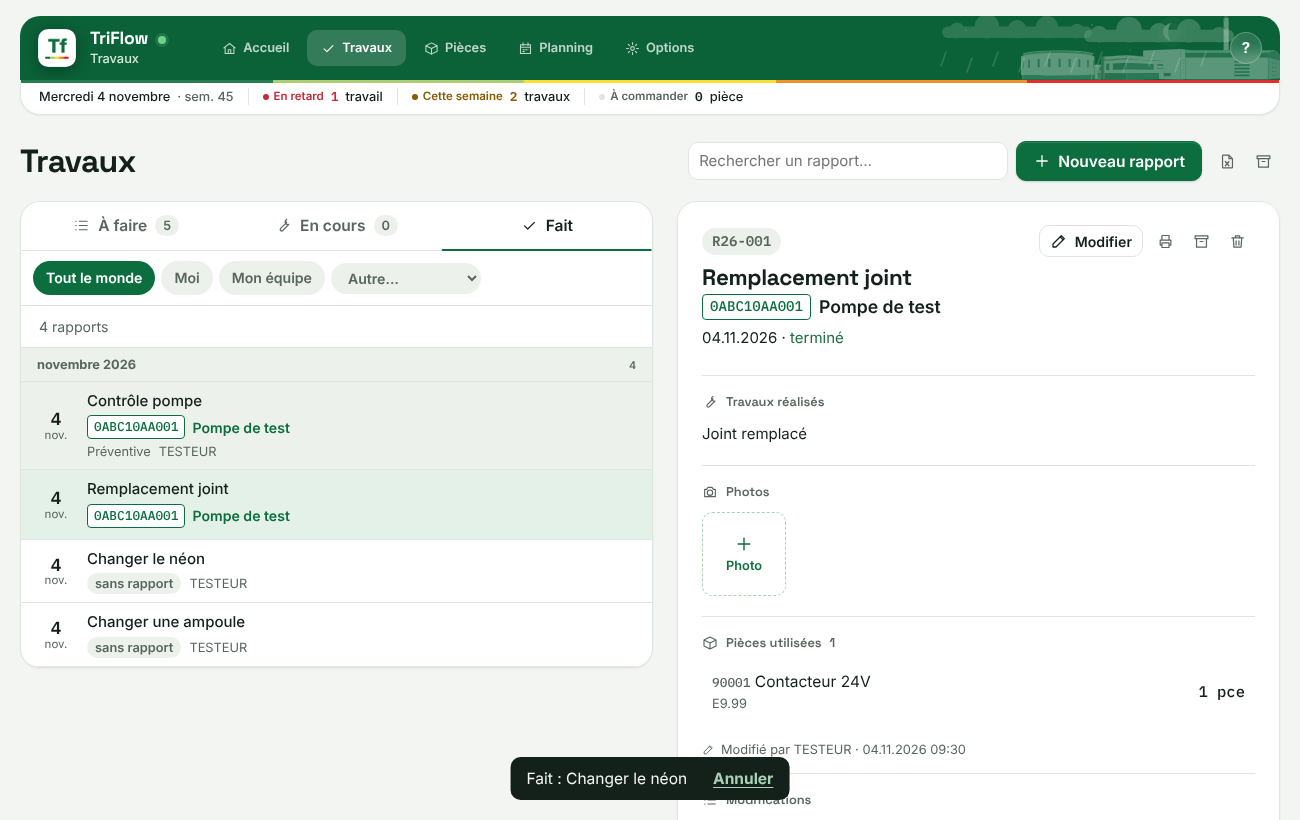 Tf
TriFlow
Travaux
Accueil
Travaux
Pièces
Planning
Options
?
Mercredi 4 novembre · sem. 45
En retard 1 travail
Cette semaine 2 travaux
À commander 0 pièce
Travaux
Rechercher un rapport...
Nouveau rapport
À faire 5
En cours 0
Fait
Tout le monde
Moi
Mon équipe
Autre...
4 rapports
novembre 2026
4
4
nov.
Contrôle pompe
0ABC10AA001 Pompe de test
Préventive TESTEUR
4
nov.
Remplacement joint
0ABC10AA001 Pompe de test
4
nov.
Changer le néon
sans rapport TESTEUR
4
nov.
Changer une ampoule
sans rapport TESTEUR
R26-001
Modifier
Remplacement joint
0ABC10AA001 Pompe de test
04.11.2026 · terminé
Travaux réalisés
Joint remplacé
Photos
Photo
Pièces utilisées 1
90001 Contacteur 24V
E9.99
1 pce
Modifié par TESTEUR · 04.11.2026 09:30
Modifications
Fait : Changer le néon
Annuler